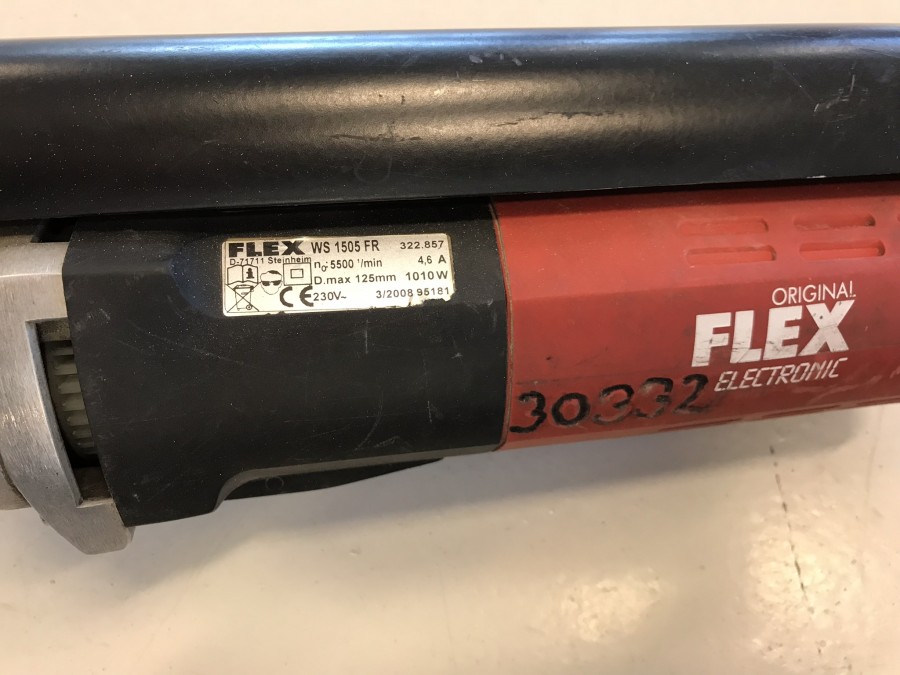 FLEX WS 1505 FR 322.857
D-71711 Steinheim n₀:5500 ¹/min 4,6 A
D.max 125mm 1010W
CE 230V~ 3/2008 95181
ORIGINAL
FLEX
ELECTRONIC
30332